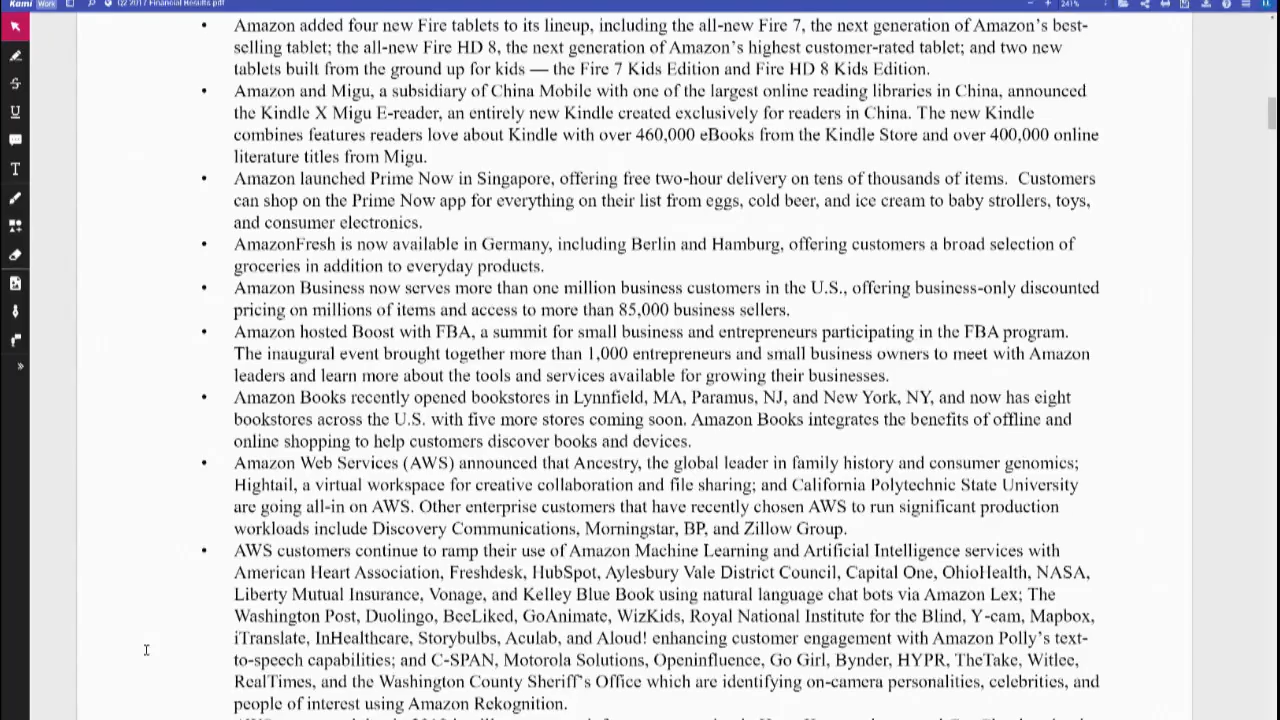 Kami Work Q2 2017 Financial Results.pdf 241%
• Amazon added four new Fire tablets to its lineup, including the all-new Fire 7, the next generation of Amazon's best-
selling tablet; the all-new Fire HD 8, the next generation of Amazon's highest customer-rated tablet; and two new
tablets built from the ground up for kids — the Fire 7 Kids Edition and Fire HD 8 Kids Edition.
• Amazon and Migu, a subsidiary of China Mobile with one of the largest online reading libraries in China, announced
the Kindle X Migu E-reader, an entirely new Kindle created exclusively for readers in China. The new Kindle
combines features readers love about Kindle with over 460,000 eBooks from the Kindle Store and over 400,000 online
literature titles from Migu.
• Amazon launched Prime Now in Singapore, offering free two-hour delivery on tens of thousands of items.  Customers
can shop on the Prime Now app for everything on their list from eggs, cold beer, and ice cream to baby strollers, toys,
and consumer electronics.
• AmazonFresh is now available in Germany, including Berlin and Hamburg, offering customers a broad selection of
groceries in addition to everyday products.
• Amazon Business now serves more than one million business customers in the U.S., offering business-only discounted
pricing on millions of items and access to more than 85,000 business sellers.
• Amazon hosted Boost with FBA, a summit for small business and entrepreneurs participating in the FBA program.
The inaugural event brought together more than 1,000 entrepreneurs and small business owners to meet with Amazon
leaders and learn more about the tools and services available for growing their businesses.
• Amazon Books recently opened bookstores in Lynnfield, MA, Paramus, NJ, and New York, NY, and now has eight
bookstores across the U.S. with five more stores coming soon. Amazon Books integrates the benefits of offline and
online shopping to help customers discover books and devices.
• Amazon Web Services (AWS) announced that Ancestry, the global leader in family history and consumer genomics;
Hightail, a virtual workspace for creative collaboration and file sharing; and California Polytechnic State University
are going all-in on AWS. Other enterprise customers that have recently chosen AWS to run significant production
workloads include Discovery Communications, Morningstar, BP, and Zillow Group.
• AWS customers continue to ramp their use of Amazon Machine Learning and Artificial Intelligence services with
American Heart Association, Freshdesk, HubSpot, Aylesbury Vale District Council, Capital One, OhioHealth, NASA,
Liberty Mutual Insurance, Vonage, and Kelley Blue Book using natural language chat bots via Amazon Lex; The
Washington Post, Duolingo, BeeLiked, GoAnimate, WizKids, Royal National Institute for the Blind, Y-cam, Mapbox,
iTranslate, InHealthcare, Storybulbs, Aculab, and Aloud! enhancing customer engagement with Amazon Polly's text-
to-speech capabilities; and C-SPAN, Motorola Solutions, Openinfluence, Go Girl, Bynder, HYPR, TheTake, Witlee,
RealTimes, and the Washington County Sheriff's Office which are identifying on-camera personalities, celebrities, and
people of interest using Amazon Rekognition.